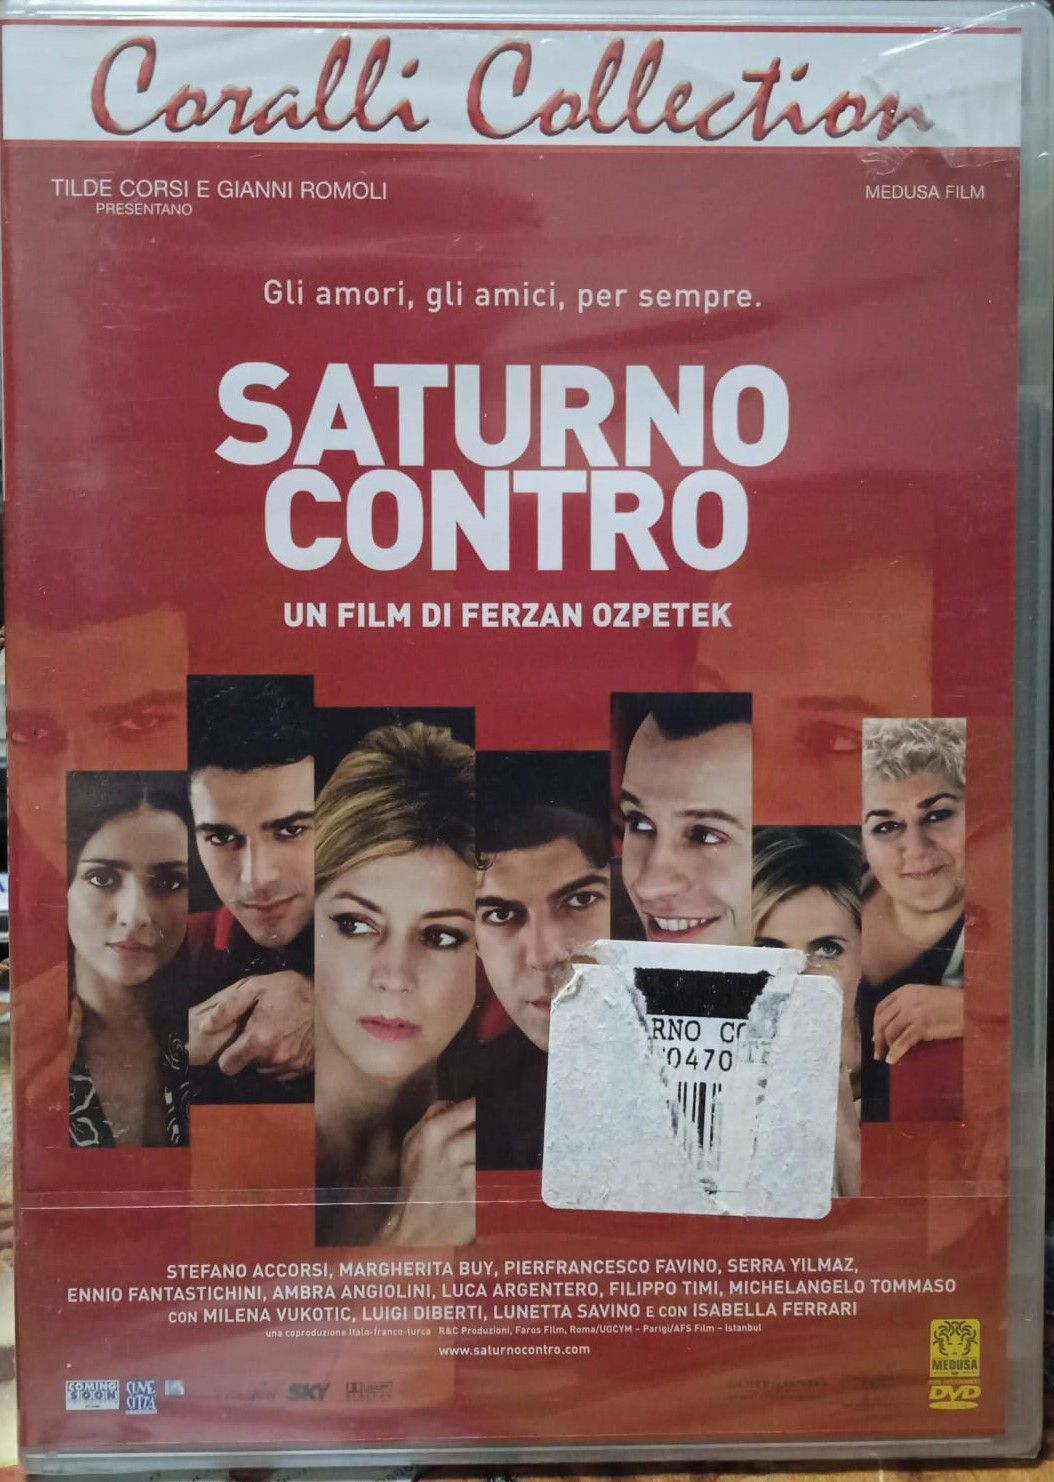 Coralli Collection
TILDE CORSI E GIANNI ROMOLI
PRESENTANO
MEDUSA FILM
Gli amori, gli amici, per sempre.
SATURNO
CONTRO
UN FILM DI FERZAN OZPETEK
RNO CO
0470
STEFANO ACCORSI, MARGHERITA BUY, PIERFRANCESCO FAVINO, SERRA YILMAZ,
ENNIO FANTASTICHINI, AMBRA ANGIOLINI, LUCA ARGENTERO, FILIPPO TIMI, MICHELANGELO TOMMASO
CON MILENA VUKOTIC, LUIGI DIBERTI, LUNETTA SAVINO E CON ISABELLA FERRARI
una coproduzione italo-franco-turca R&C Produzioni, Faros Film, Roma/UGCYM – Parigi/AFS Film – Istanbul
www.saturnocontro.com
COMING
SOON
SKY
MEDUSA
DVD
VIDEO